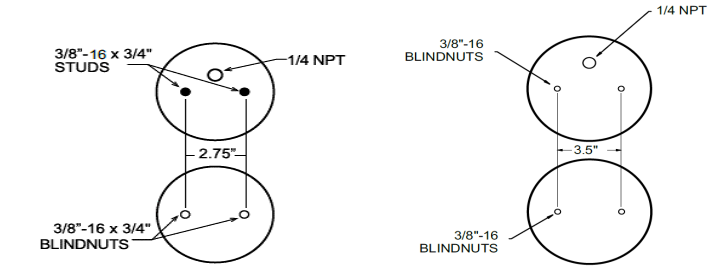 3/8”-16 x 3/4"
STUDS
1/4 NPT
2.75”
3/8”-16 x 3/4"
BLINDNUTS
1/4 NPT
3/8"-16
BLINDNUTS
3.5"
3/8"-16
BLINDNUTS